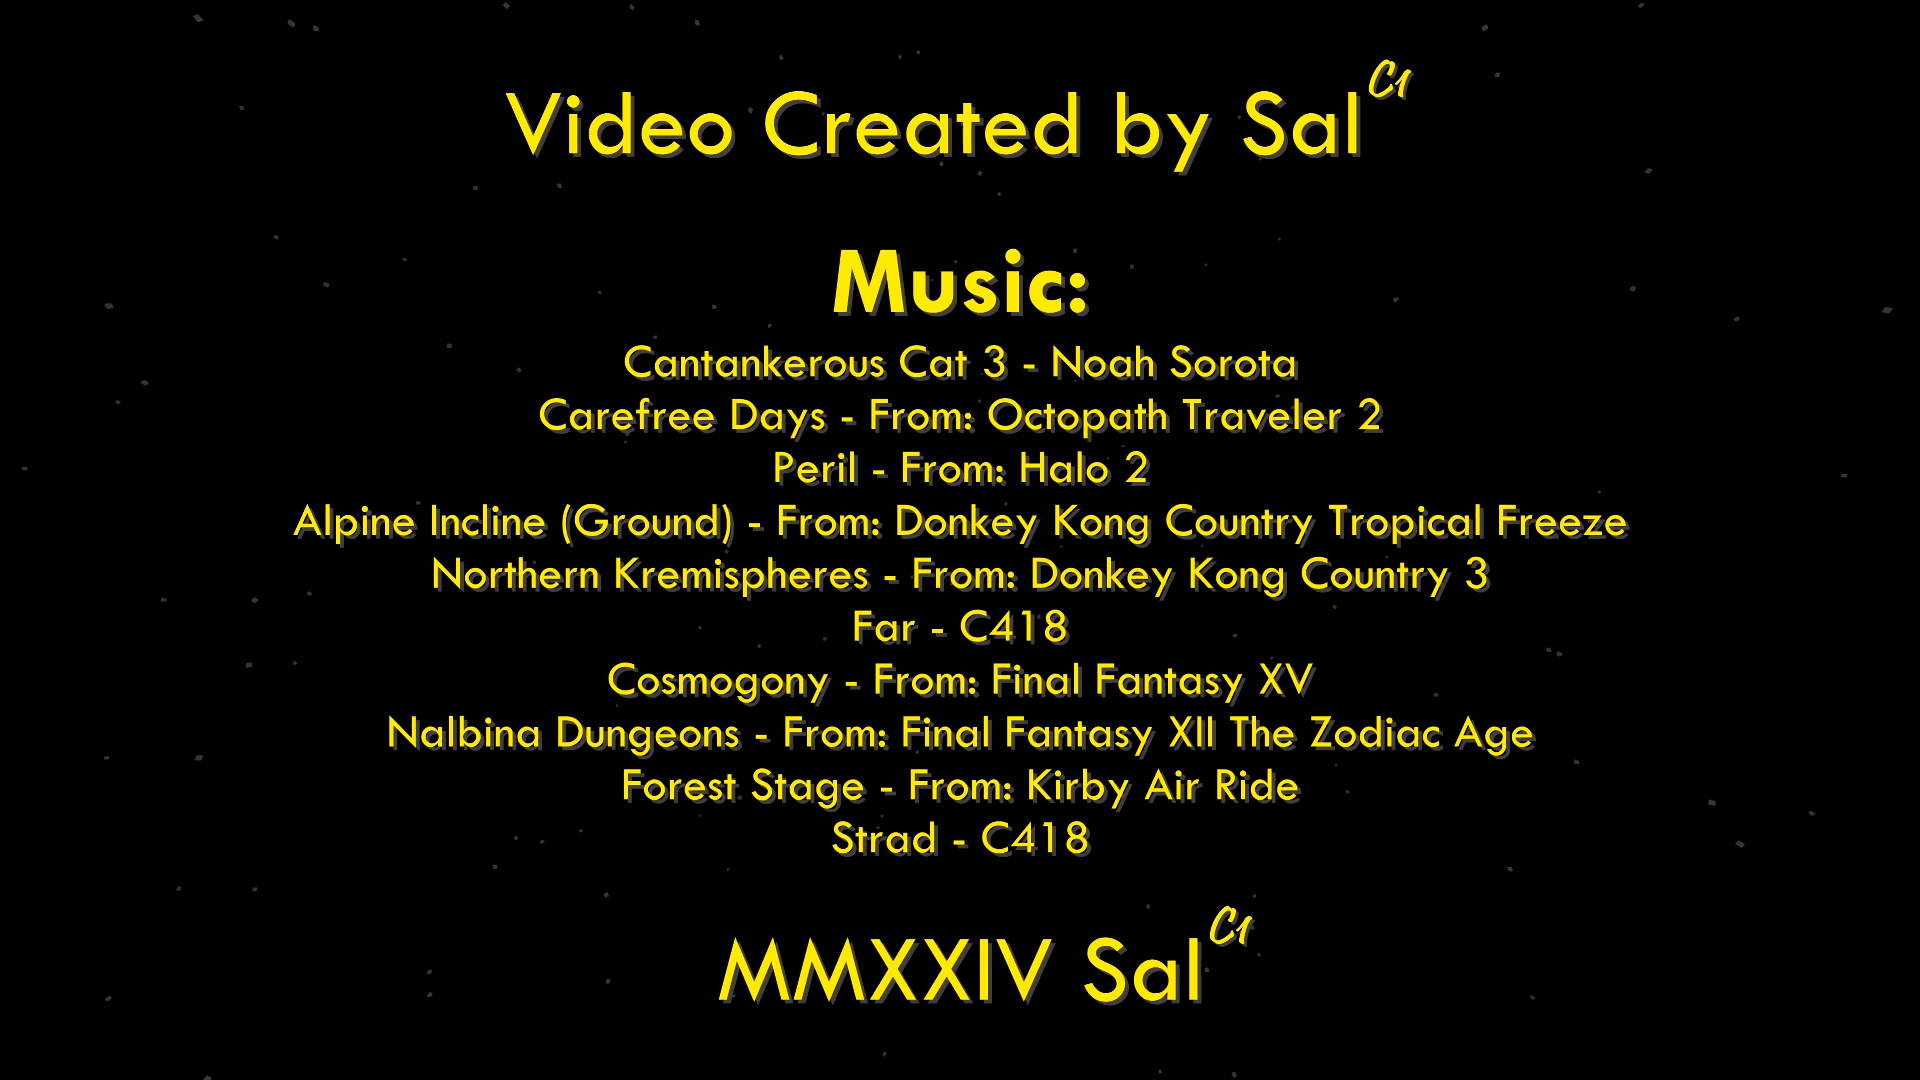 Video Created by Sal C1
Music:
Cantankerous Cat 3 - Noah Sorota
Carefree Days - From: Octopath Traveler 2
Peril - From: Halo 2
Alpine Incline (Ground) - From: Donkey Kong Country Tropical Freeze
Northern Kremispheres - From: Donkey Kong Country 3
Far - C418
Cosmogony - From: Final Fantasy XV
Nalbina Dungeons - From: Final Fantasy XII The Zodiac Age
Forest Stage - From: Kirby Air Ride
Strad - C418
MMXXIV Sal C1